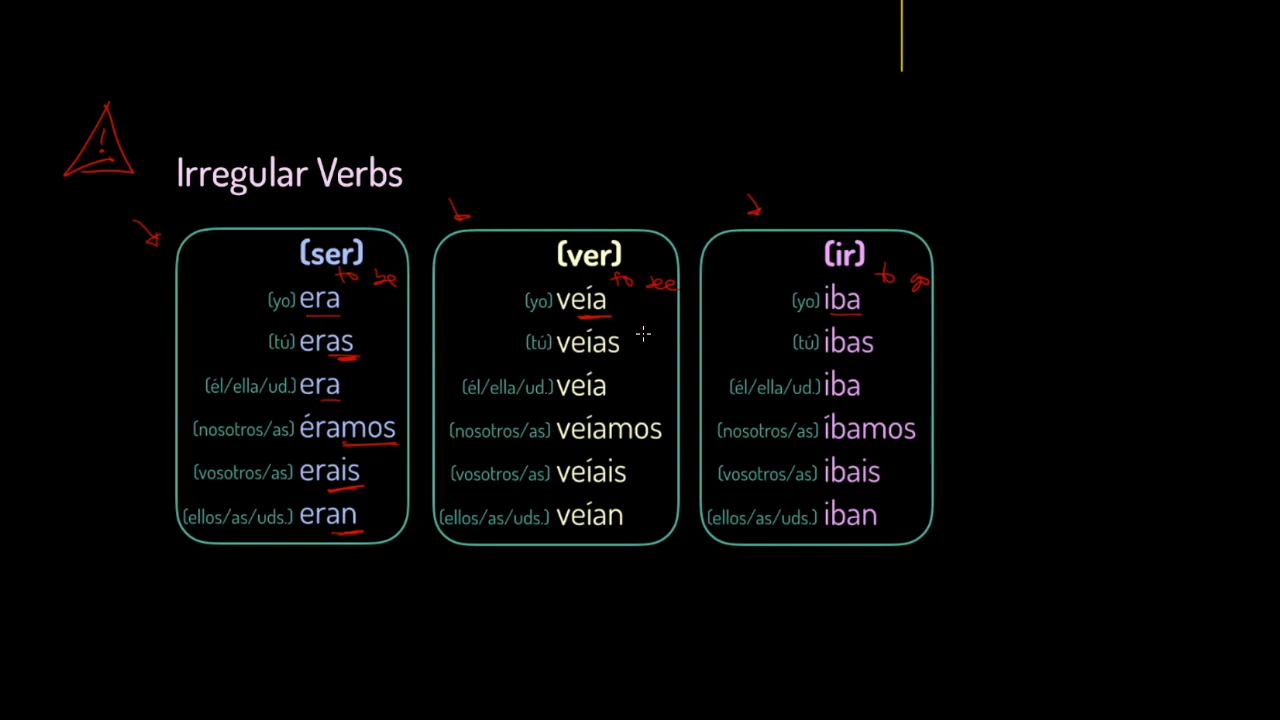 !
Irregular Verbs
(ser)
to be
(yo) era
(tú) eras
(él/ella/ud.) era
(nosotros/as) éramos
(vosotros/as) erais
(ellos/as/uds.) eran
(ver)
to see
(yo) veía
(tú) veías
(él/ella/ud.) veía
(nosotros/as) veíamos
(vosotros/as) veíais
(ellos/as/uds.) veían
(ir)
to go
(yo) iba
(tú) ibas
(él/ella/ud.) iba
(nosotros/as) íbamos
(vosotros/as) ibais
(ellos/as/uds.) iban